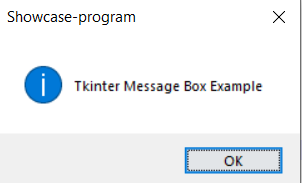 Showcase-program
Tkinter Message Box Example
OK